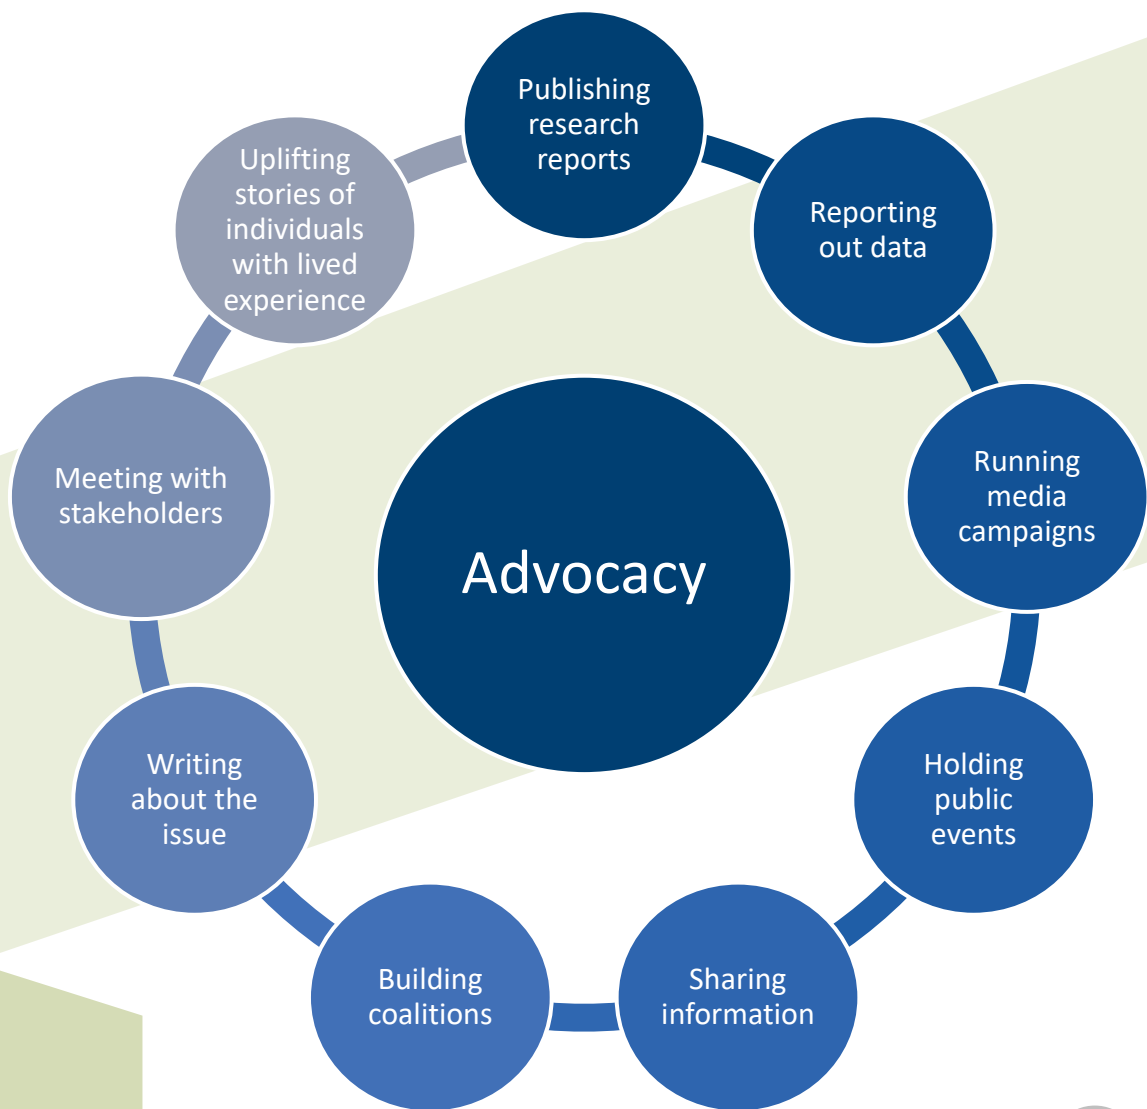 Publishing
research
reports
Reporting
out data
Running
media
campaigns
Holding
public
events
Sharing
information
Building
coalitions
Writing
about the
issue
Meeting with
stakeholders
Uplifting
stories of
individuals
with lived
experience
Advocacy